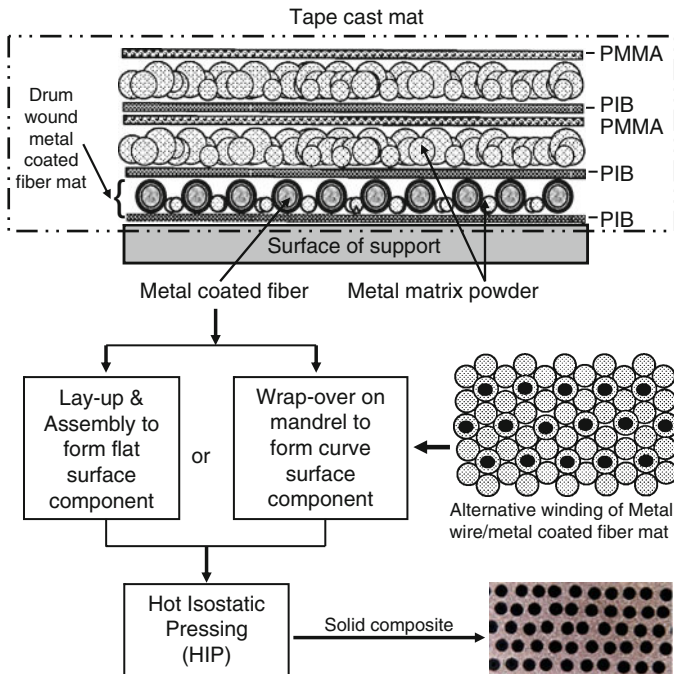 Tape cast mat
PMMA
PIB
PMMA
PIB
PIB
Drum
wound
metal
coated
fiber mat
Surface of support
Metal coated fiber
Metal matrix powder
Lay-up &
Assembly to
form flat
surface
component
or
Wrap-over on
mandrel to
form curve
surface
component
Alternative winding of Metal
wire/metal coated fiber mat
Hot Isostatic
Pressing
(HIP)
Solid composite